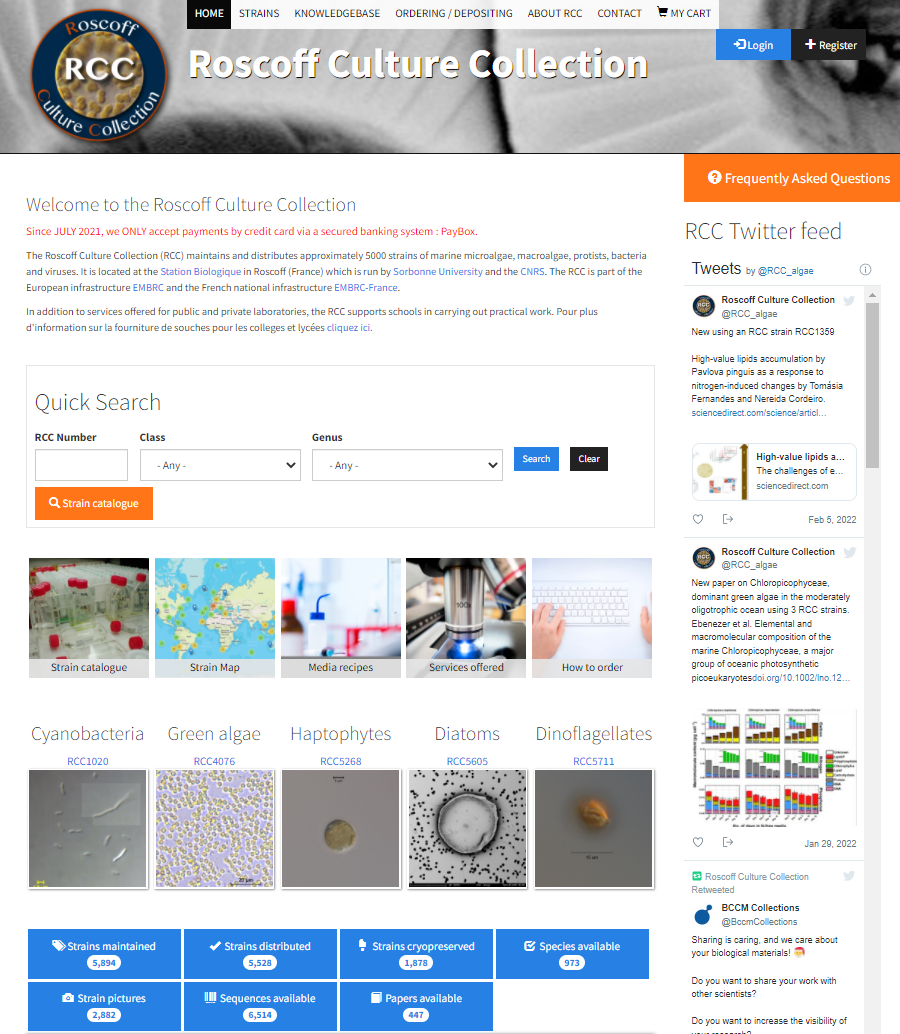 HOME STRAINS KNOWLEDGEBASE ORDERING / DEPOSITING ABOUT RCC CONTACT MY CART
Roscoff
RCC
Culture Collection
Roscoff Culture Collection
Login Register
Frequently Asked Questions
Welcome to the Roscoff Culture Collection
Since JULY 2021, we ONLY accept payments by credit card via a secured banking system : PayBox.
The Roscoff Culture Collection (RCC) maintains and distributes approximately 5000 strains of marine microalgae, macroalgae, protists, bacteria
and viruses. It is located at the Station Biologique in Roscoff (France) which is run by Sorbonne University and the CNRS. The RCC is part of the
European infrastructure EMBRC and the French national infrastructure EMBRC-France.
In addition to services offered for public and private laboratories, the RCC supports schools in carrying out practical work. Pour plus
d'information sur la fourniture de souches pour les colleges et lycées cliquez ici.
Quick Search
RCC Number Class Genus
- Any - - Any - Search Clear
Strain catalogue
100x
Strain catalogue Strain Map Media recipes Services offered How to order
Cyanobacteria Green algae Haptophytes Diatoms Dinoflagellates
RCC1020 RCC4076 RCC5268 RCC5605 RCC5711
Strains maintained Strains distributed Strains cryopreserved Species available
5,894 5,528 1,878 973
Strain pictures Sequences available Papers available
2,882 6,514 447
RCC Twitter feed
Tweets by @RCC_algae
Roscoff Culture Collection
@RCC_algae
New using an RCC strain RCC1359
High-value lipids accumulation by
Pavlova pinguis as a response to
nitrogen-induced changes by Tomásia
Fernandes and Nereida Cordeiro.
sciencedirect.com/science/articl…
High-value lipids a...
The challenges of e...
sciencedirect.com
Feb 5, 2022
Roscoff Culture Collection
@RCC_algae
New paper on Chloropicophyceae,
dominant green algae in the moderately
oligotrophic ocean using 3 RCC strains.
Ebenezer et al. Elemental and
macromolecular composition of the
marine Chloropicophyceae, a major
group of oceanic photosynthetic
picoeukaryotesdoi.org/10.1002/lno.12…
Jan 29, 2022
Roscoff Culture Collection
Retweeted
BCCM Collections
@BccmCollections
Sharing is caring, and we care about
your biological materials!
Do you want to share your work with
other scientists?
Do you want to increase the visibility of
your research?